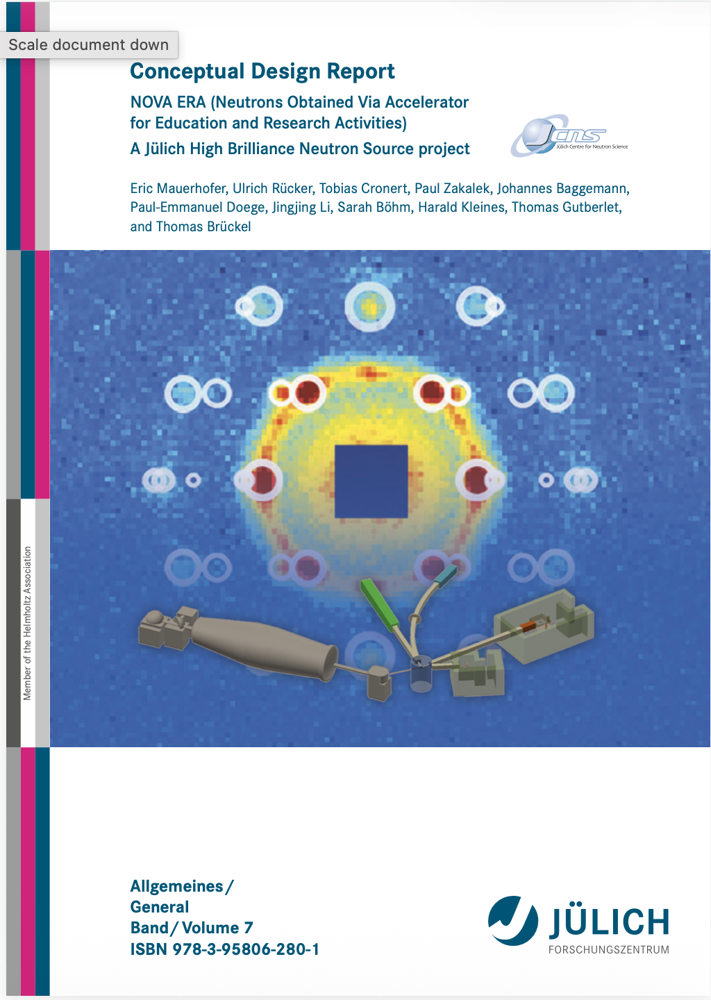 Scale document down
Conceptual Design Report
NOVA ERA (Neutrons Obtained Via Accelerator
for Education and Research Activities)
A Jülich High Brilliance Neutron Source project
JCNS
Jülich Centre for Neutron Science
Eric Mauerhofer, Ulrich Rücker, Tobias Cronert, Paul Zakalek, Johannes Baggemann,
Paul-Emmanuel Doege, Jingjing Li, Sarah Böhm, Harald Kleines, Thomas Gutberlet,
and Thomas Brückel
Member of the Helmholtz Association
Allgemeines/
General
Band/Volume 7
ISBN 978-3-95806-280-1
JÜLICH
FORSCHUNGSZENTRUM